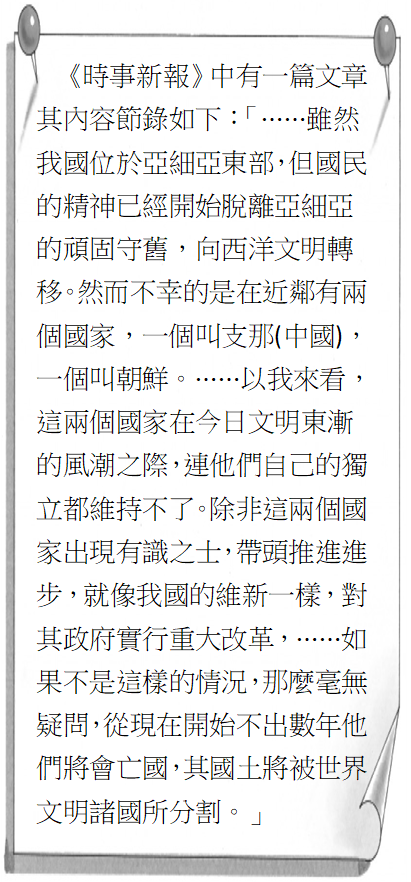 《時事新報》中有一篇文章
其內容節錄如下：「……雖然
我國位於亞細亞東部，但國民
的精神已經開始脫離亞細亞
的頑固守舊，向西洋文明轉
移。然而不幸的是在近鄰有兩
個國家，一個叫支那(中國)，
一個叫朝鮮。……以我來看，
這兩個國家在今日文明東漸
的風潮之際，連他們自己的獨
立都維持不了。除非這兩個國
家出現有識之士，帶頭推進進
步，就像我國的維新一樣，對
其政府實行重大改革，……如
果不是這樣的情況，那麼毫無
疑問，從現在開始不出數年他
們將會亡國，其國土將被世界
文明諸國所分割。」